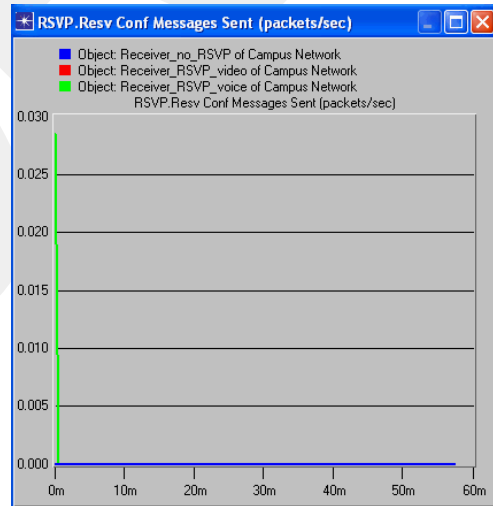 RSVP.Resv Conf Messages Sent (packets/sec)
Object: Receiver_no_RSVP of Campus Network
Object: Receiver_RSVP_video of Campus Network
Object: Receiver_RSVP_voice of Campus Network
RSVP.Resv Conf Messages Sent (packets/sec)
0.030
0.025
0.020
0.015
0.010
0.005
0.000
0m 10m 20m 30m 40m 50m 60m